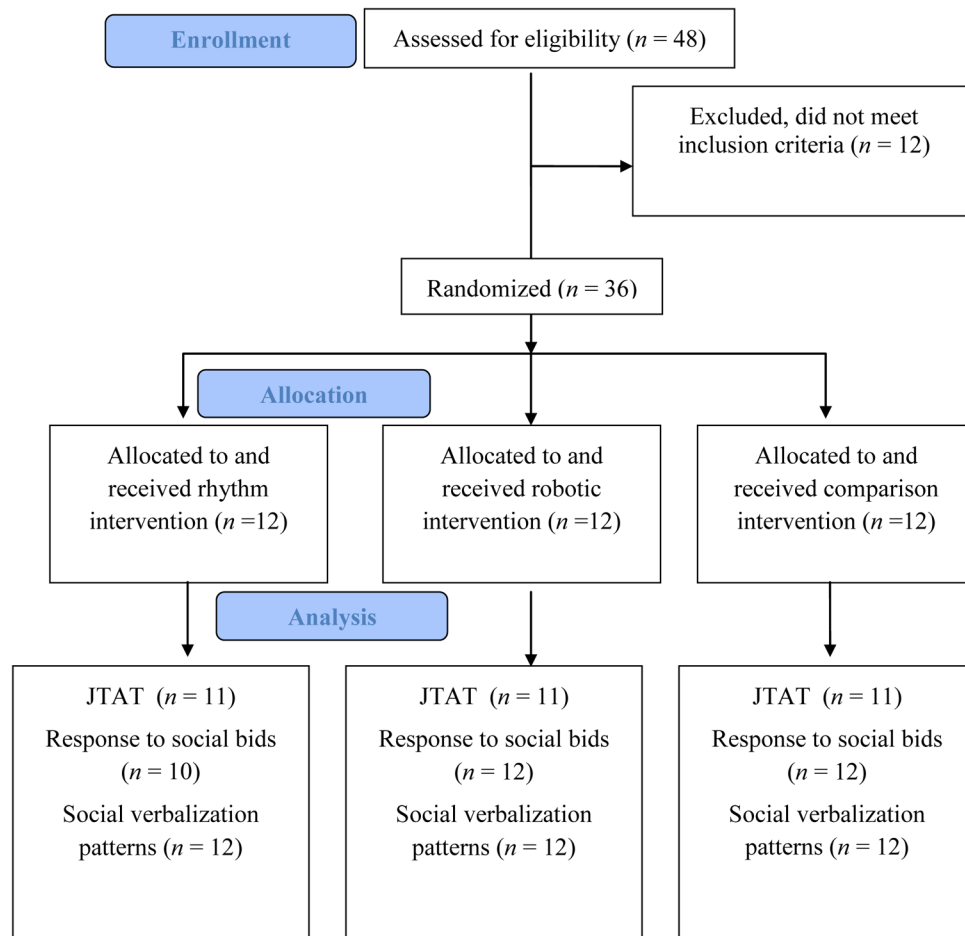 Enrollment
Assessed for eligibility (n = 48)
Excluded, did not meet
inclusion criteria (n = 12)
Randomized (n = 36)
Allocation
Allocated to and
received rhythm
intervention (n =12)
Allocated to and
received robotic
intervention (n =12)
Allocated to and
received comparison
intervention (n =12)
Analysis
JTAT (n = 11)
Response to social bids
(n = 10)
Social verbalization
patterns (n = 12)
JTAT (n = 11)
Response to social bids
(n = 12)
Social verbalization
patterns (n = 12)
JTAT (n = 11)
Response to social bids
(n = 12)
Social verbalization
patterns (n = 12)